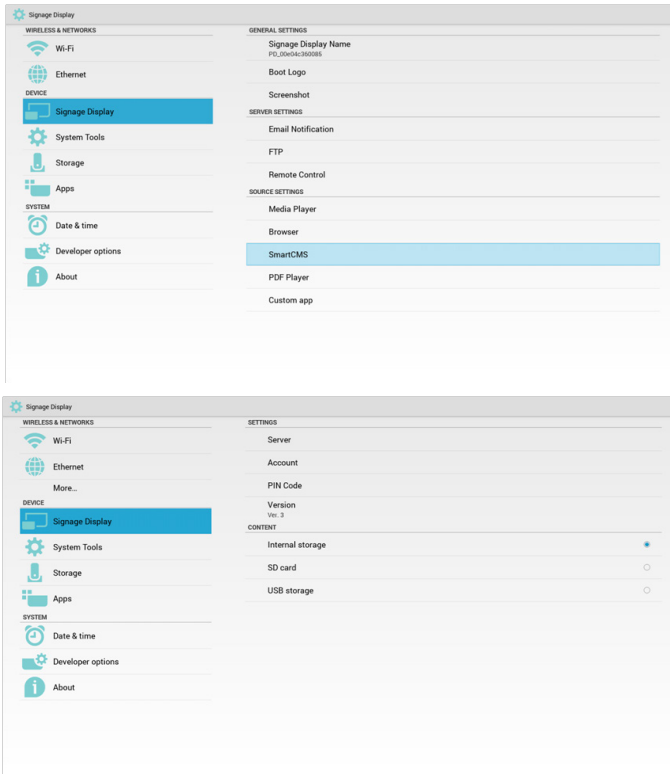 Signage Display
WIRELESS & NETWORKS
Wi-Fi
Ethernet
DEVICE
Signage Display
System Tools
Storage
Apps
SYSTEM
Date & time
Developer options
About
GENERAL SETTINGS
Signage Display Name
PD_00e04c360085
Boot Logo
Screenshot
SERVER SETTINGS
Email Notification
FTP
Remote Control
SOURCE SETTINGS
Media Player
Browser
SmartCMS
PDF Player
Custom app
Signage Display
WIRELESS & NETWORKS
Wi-Fi
Ethernet
More...
DEVICE
Signage Display
System Tools
Storage
Apps
SYSTEM
Date & time
Developer options
About
SETTINGS
Server
Account
PIN Code
Version
Ver. 3
CONTENT
Internal storage
SD card
USB storage